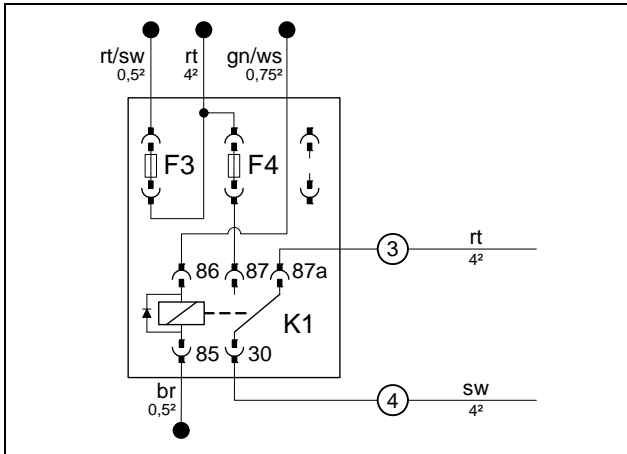 rt/sw rt gn/ws
0,5² 4² 0,75²
F3 F4
3 rt
4²
86 87 87a
K1
85 30
br
0,5²
4 sw
4²